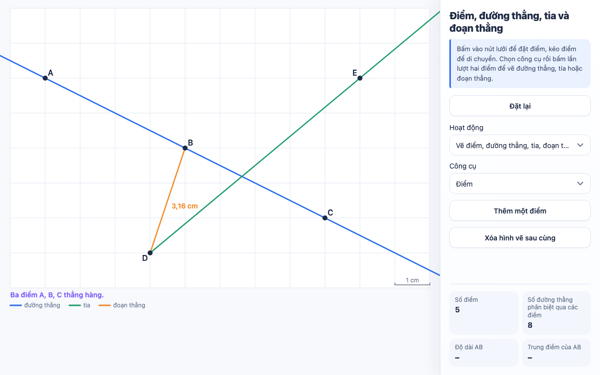 A
E
B
3,16 cm
C
D
1 cm
Ba điểm A, B, C thẳng hàng.
đường thẳng
tia
đoạn thẳng
Điểm, đường thẳng, tia và
đoạn thẳng
Bấm vào nút lưới để đặt điểm, kéo điểm
để di chuyển. Chọn công cụ rồi bấm lần
lượt hai điểm để vẽ đường thẳng, tia hoặc
đoạn thẳng.
Đặt lại
Hoạt động
Vẽ điểm, đường thẳng, tia, đoạn t...
Công cụ
Điểm
Thêm một điểm
Xóa hình vẽ sau cùng
Số điểm
5
Số đường thẳng
phân biệt qua các
điểm
8
Độ dài AB
–
Trung điểm của AB
–